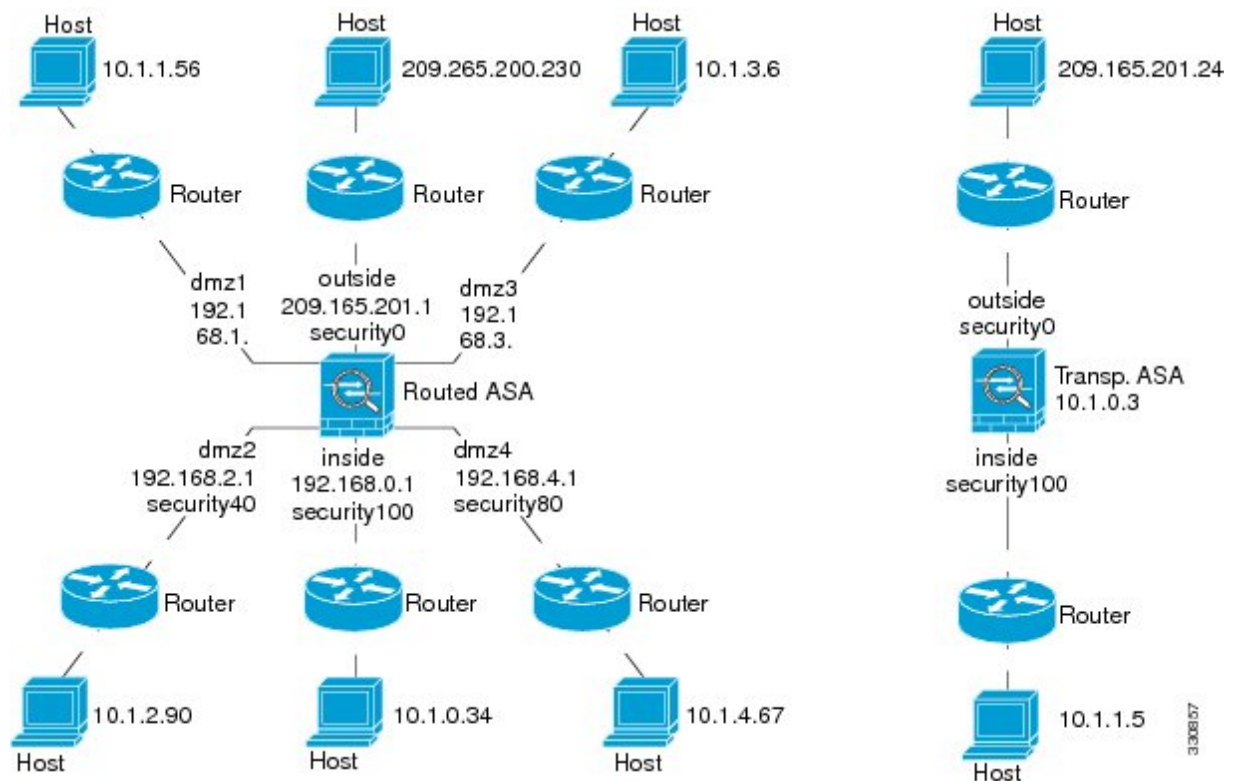 Host
Host
Host
Host
10.1.1.56
209.265.200.230
10.1.3.6
209.165.201.24
Router
Router
Router
Router
dmz1
192.1
68.1.
outside
209.165.201.1
security0
dmz3
192.1
68.3.
outside
security0
Routed ASA
Transp. ASA
10.1.0.3
dmz2
192.168.2.1
security40
inside
192.168.0.1
security100
dmz4
192.168.4.1
security80
inside
security100
Router
Router
Router
Router
10.1.2.90
10.1.0.34
10.1.4.67
10.1.1.5
Host
Host
Host
Host
330857